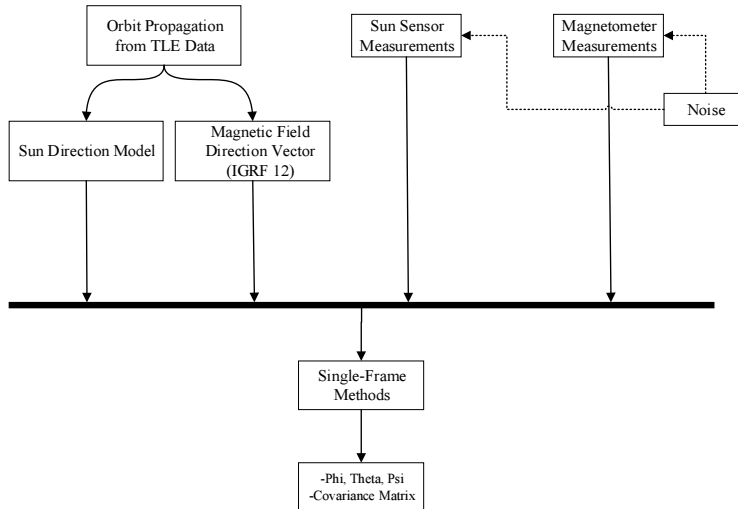 Orbit Propagation
from TLE Data
Sun Sensor
Measurements
Magnetometer
Measurements
Noise
Sun Direction Model
Magnetic Field
Direction Vector
(IGRF 12)
Single-Frame
Methods
-Phi, Theta, Psi
-Covariance Matrix